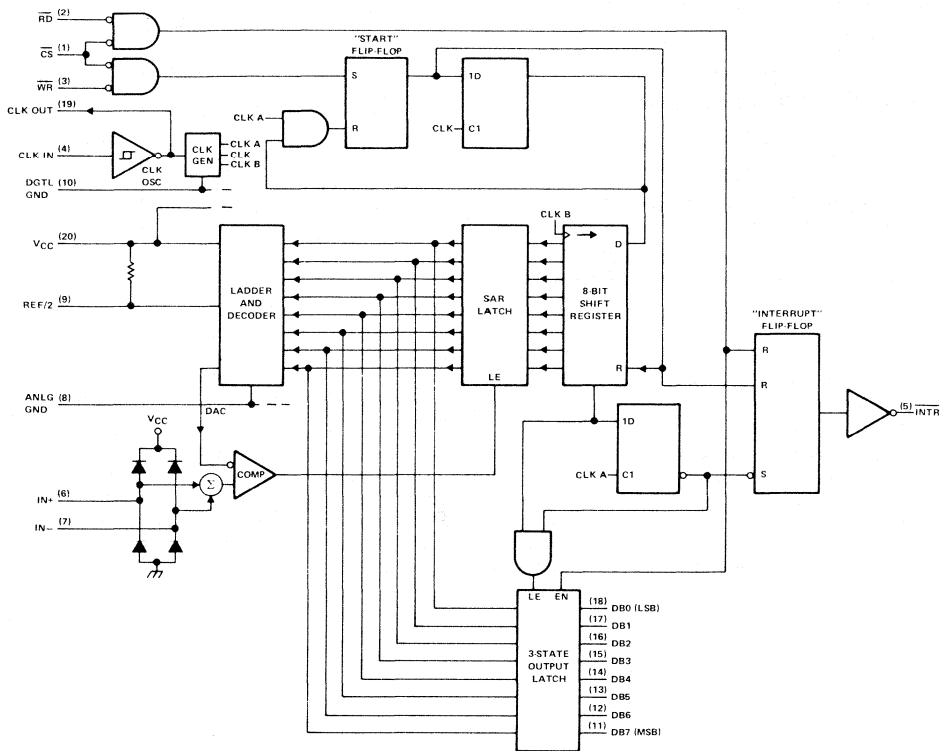 RD (2)
CS (1)
WR (3)
CLK OUT (19)
CLK IN (4)
CLK
OSC
CLK
GEN
CLK A
CLK
CLK B
DGTL (10)
GND
"START"
FLIP-FLOP
S
R
CLK A
1D
C1
CLK
VCC (20)
REF/2 (9)
ANLG (8)
GND
LADDER
AND
DECODER
DAC
SAR
LATCH
LE
CLK B
D
8-BIT
SHIFT
REGISTER
R
"INTERRUPT"
FLIP-FLOP
R
R
S
(5) INTR
1D
C1
CLK A
VCC
IN+ (6)
IN− (7)
Σ
COMP
LE EN
3-STATE
OUTPUT
LATCH
(18) DB0 (LSB)
(17) DB1
(16) DB2
(15) DB3
(14) DB4
(13) DB5
(12) DB6
(11) DB7 (MSB)